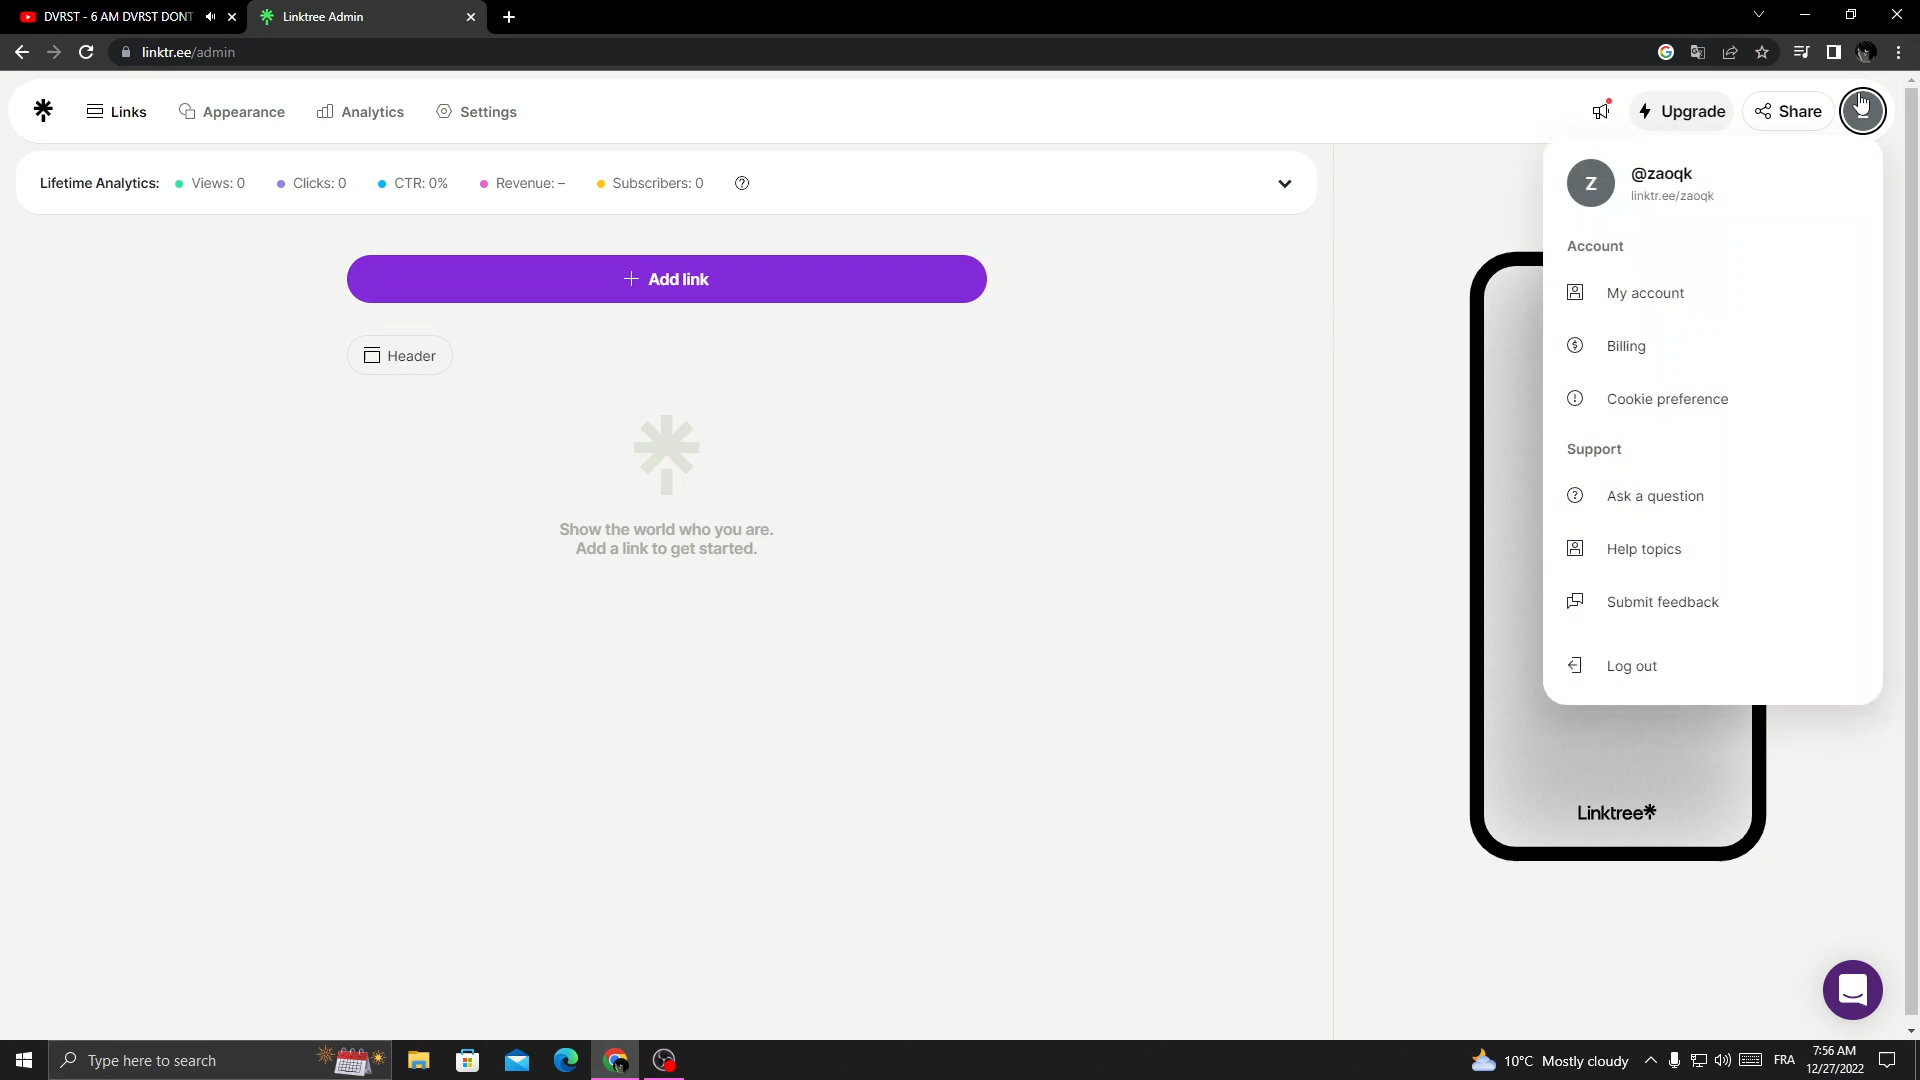 DVRST - 6 AM DVRST DONT
Linktree Admin
linktr.ee/admin
Links
Appearance
Analytics
Settings
Upgrade
Share
Lifetime Analytics:
Views: 0
Clicks: 0
CTR: 0%
Revenue: –
Subscribers: 0
@zaoqk
Z
linktr.ee/zaoqk
Account
Add link
My account
Billing
Header
Cookie preference
Support
Ask a question
Show the world who you are.
Add a link to get started.
Help topics
Submit feedback
Log out
Linktree
Type here to search
10°C Mostly cloudy
FRA
7:56 AM
12/27/2022